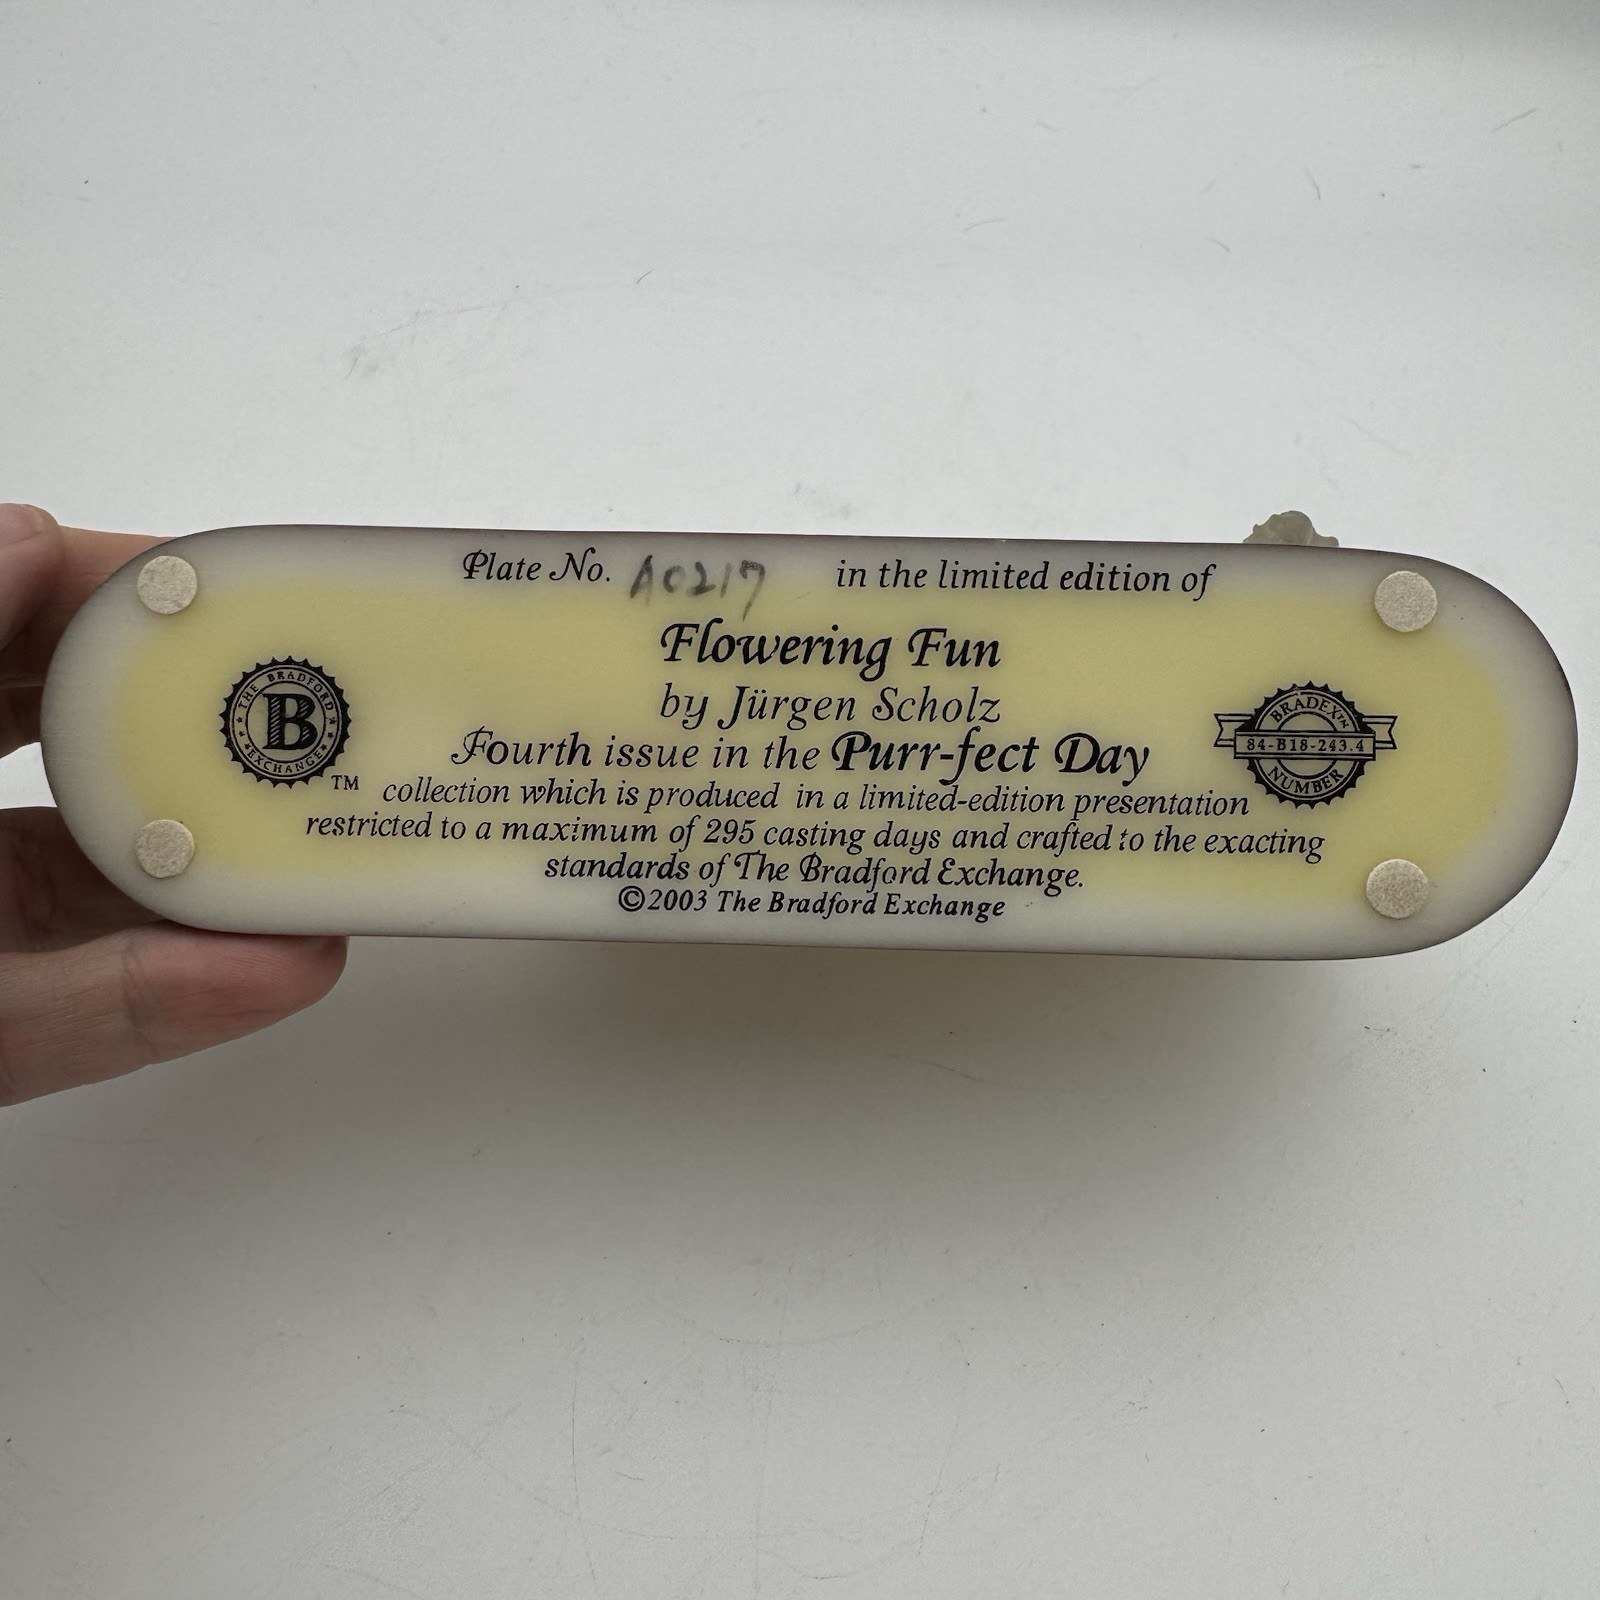 Plate No. A0217 in the limited edition of
Flowering Fun
by Jürgen Scholz
Fourth issue in the Purr-fect Day
collection which is produced in a limited-edition presentation
restricted to a maximum of 295 casting days and crafted to the exacting
standards of The Bradford Exchange.
©2003 The Bradford Exchange
THE BRADFORD
B
EXCHANGE
TM
BRADEX TM
84-B18-243.4
NUMBER